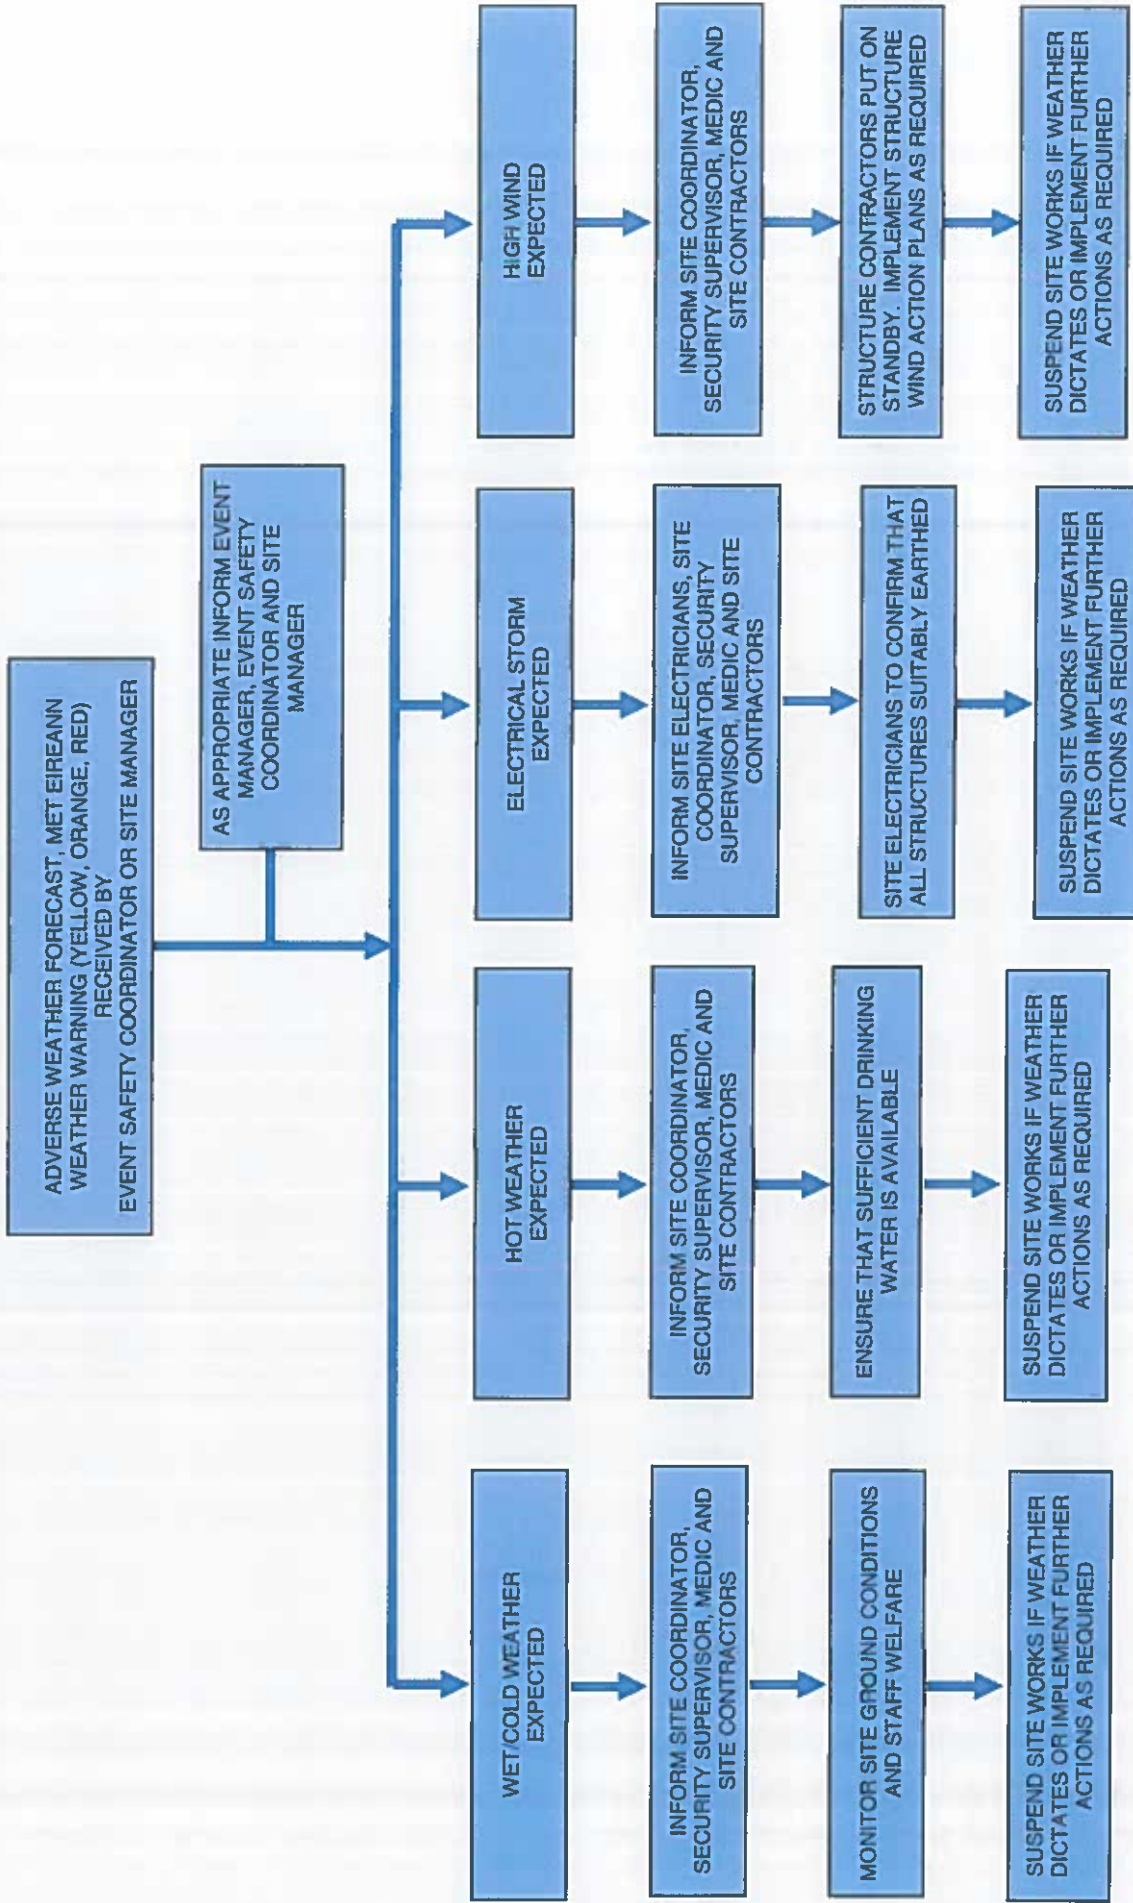 ADVERSE WEATHER FORECAST, MET EIREANN
WEATHER WARNING (YELLOW, ORANGE, RED)
RECEIVED BY
EVENT SAFETY COORDINATOR OR SITE MANAGER
AS APPROPRIATE INFORM EVENT
MANAGER, EVENT SAFETY
COORDINATOR AND SITE
MANAGER
WET/COLD WEATHER
EXPECTED
INFORM SITE COORDINATOR,
SECURITY SUPERVISOR, MEDIC AND
SITE CONTRACTORS
MONITOR SITE GROUND CONDITIONS
AND STAFF WELFARE
SUSPEND SITE WORKS IF WEATHER
DICTATES OR IMPLEMENT FURTHER
ACTIONS AS REQUIRED
HOT WEATHER
EXPECTED
INFORM SITE COORDINATOR,
SECURITY SUPERVISOR, MEDIC AND
SITE CONTRACTORS
ENSURE THAT SUFFICIENT DRINKING
WATER IS AVAILABLE
SUSPEND SITE WORKS IF WEATHER
DICTATES OR IMPLEMENT FURTHER
ACTIONS AS REQUIRED
ELECTRICAL STORM
EXPECTED
INFORM SITE ELECTRICIANS, SITE
COORDINATOR, SECURITY
SUPERVISOR, MEDIC AND SITE
CONTRACTORS
SITE ELECTRICIANS TO CONFIRM THAT
ALL STRUCTURES SUITABLY EARTHED
SUSPEND SITE WORKS IF WEATHER
DICTATES OR IMPLEMENT FURTHER
ACTIONS AS REQUIRED
HIGH WIND
EXPECTED
INFORM SITE COORDINATOR,
SECURITY SUPERVISOR, MEDIC AND
SITE CONTRACTORS
STRUCTURE CONTRACTORS PUT ON
STANDBY. IMPLEMENT STRUCTURE
WIND ACTION PLANS AS REQUIRED
SUSPEND SITE WORKS IF WEATHER
DICTATES OR IMPLEMENT FURTHER
ACTIONS AS REQUIRED